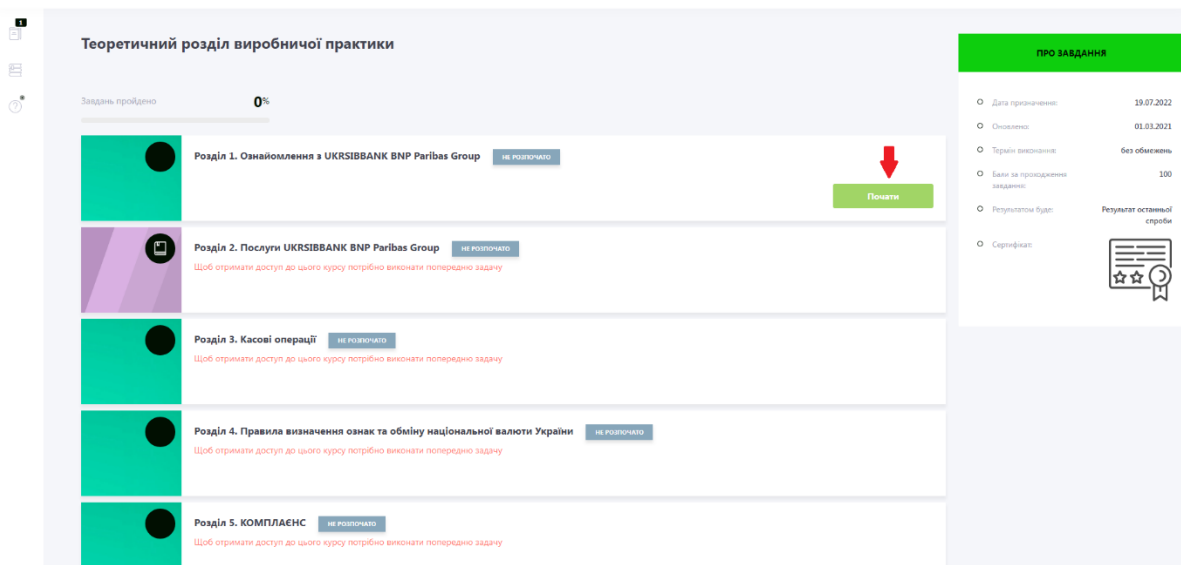 1
Теоретичний розділ виробничої практики
Завдань пройдено 0%
Розділ 1. Ознайомлення з UKRSIBBANK BNP Paribas Group НЕ РОЗПОЧАТО
Почати
Розділ 2. Послуги UKRSIBBANK BNP Paribas Group НЕ РОЗПОЧАТО
Щоб отримати доступ до цього курсу потрібно виконати попередню задачу
Розділ 3. Касові операції НЕ РОЗПОЧАТО
Щоб отримати доступ до цього курсу потрібно виконати попередню задачу
Розділ 4. Правила визначення ознак та обміну національної валюти України НЕ РОЗПОЧАТО
Щоб отримати доступ до цього курсу потрібно виконати попередню задачу
Розділ 5. КОМПЛАЄНС НЕ РОЗПОЧАТО
Щоб отримати доступ до цього курсу потрібно виконати попередню задачу
ПРО ЗАВДАННЯ
Дата призначення: 19.07.2022
Оновлено: 01.03.2021
Термін виконання: без обмежень
Бали за проходження 100
завдання:
Результатом буде: Результат останньої
спроби
Сертифікат: